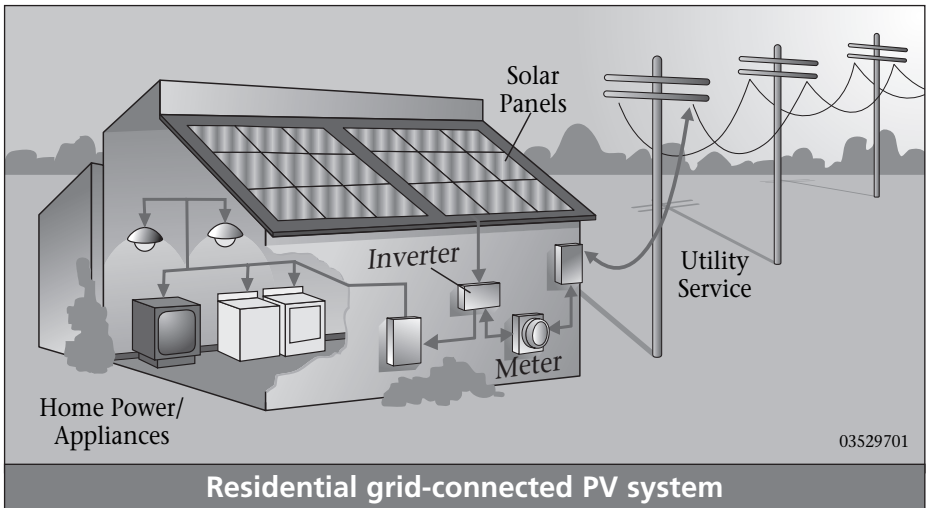 Solar
Panels
Inverter
Utility
Service
Meter
Home Power/
Appliances
03529701
Residential grid-connected PV system